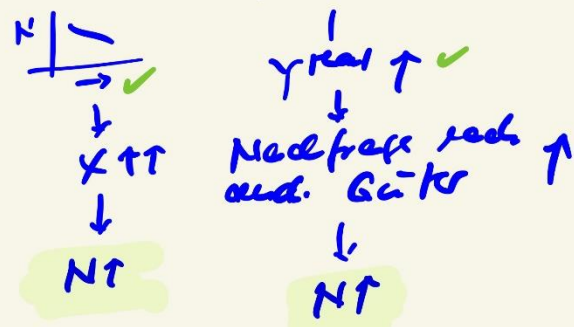 N
X ↑↑
N↑
y real ↑
Nachfrage nach ↑
and. Güter
N↑